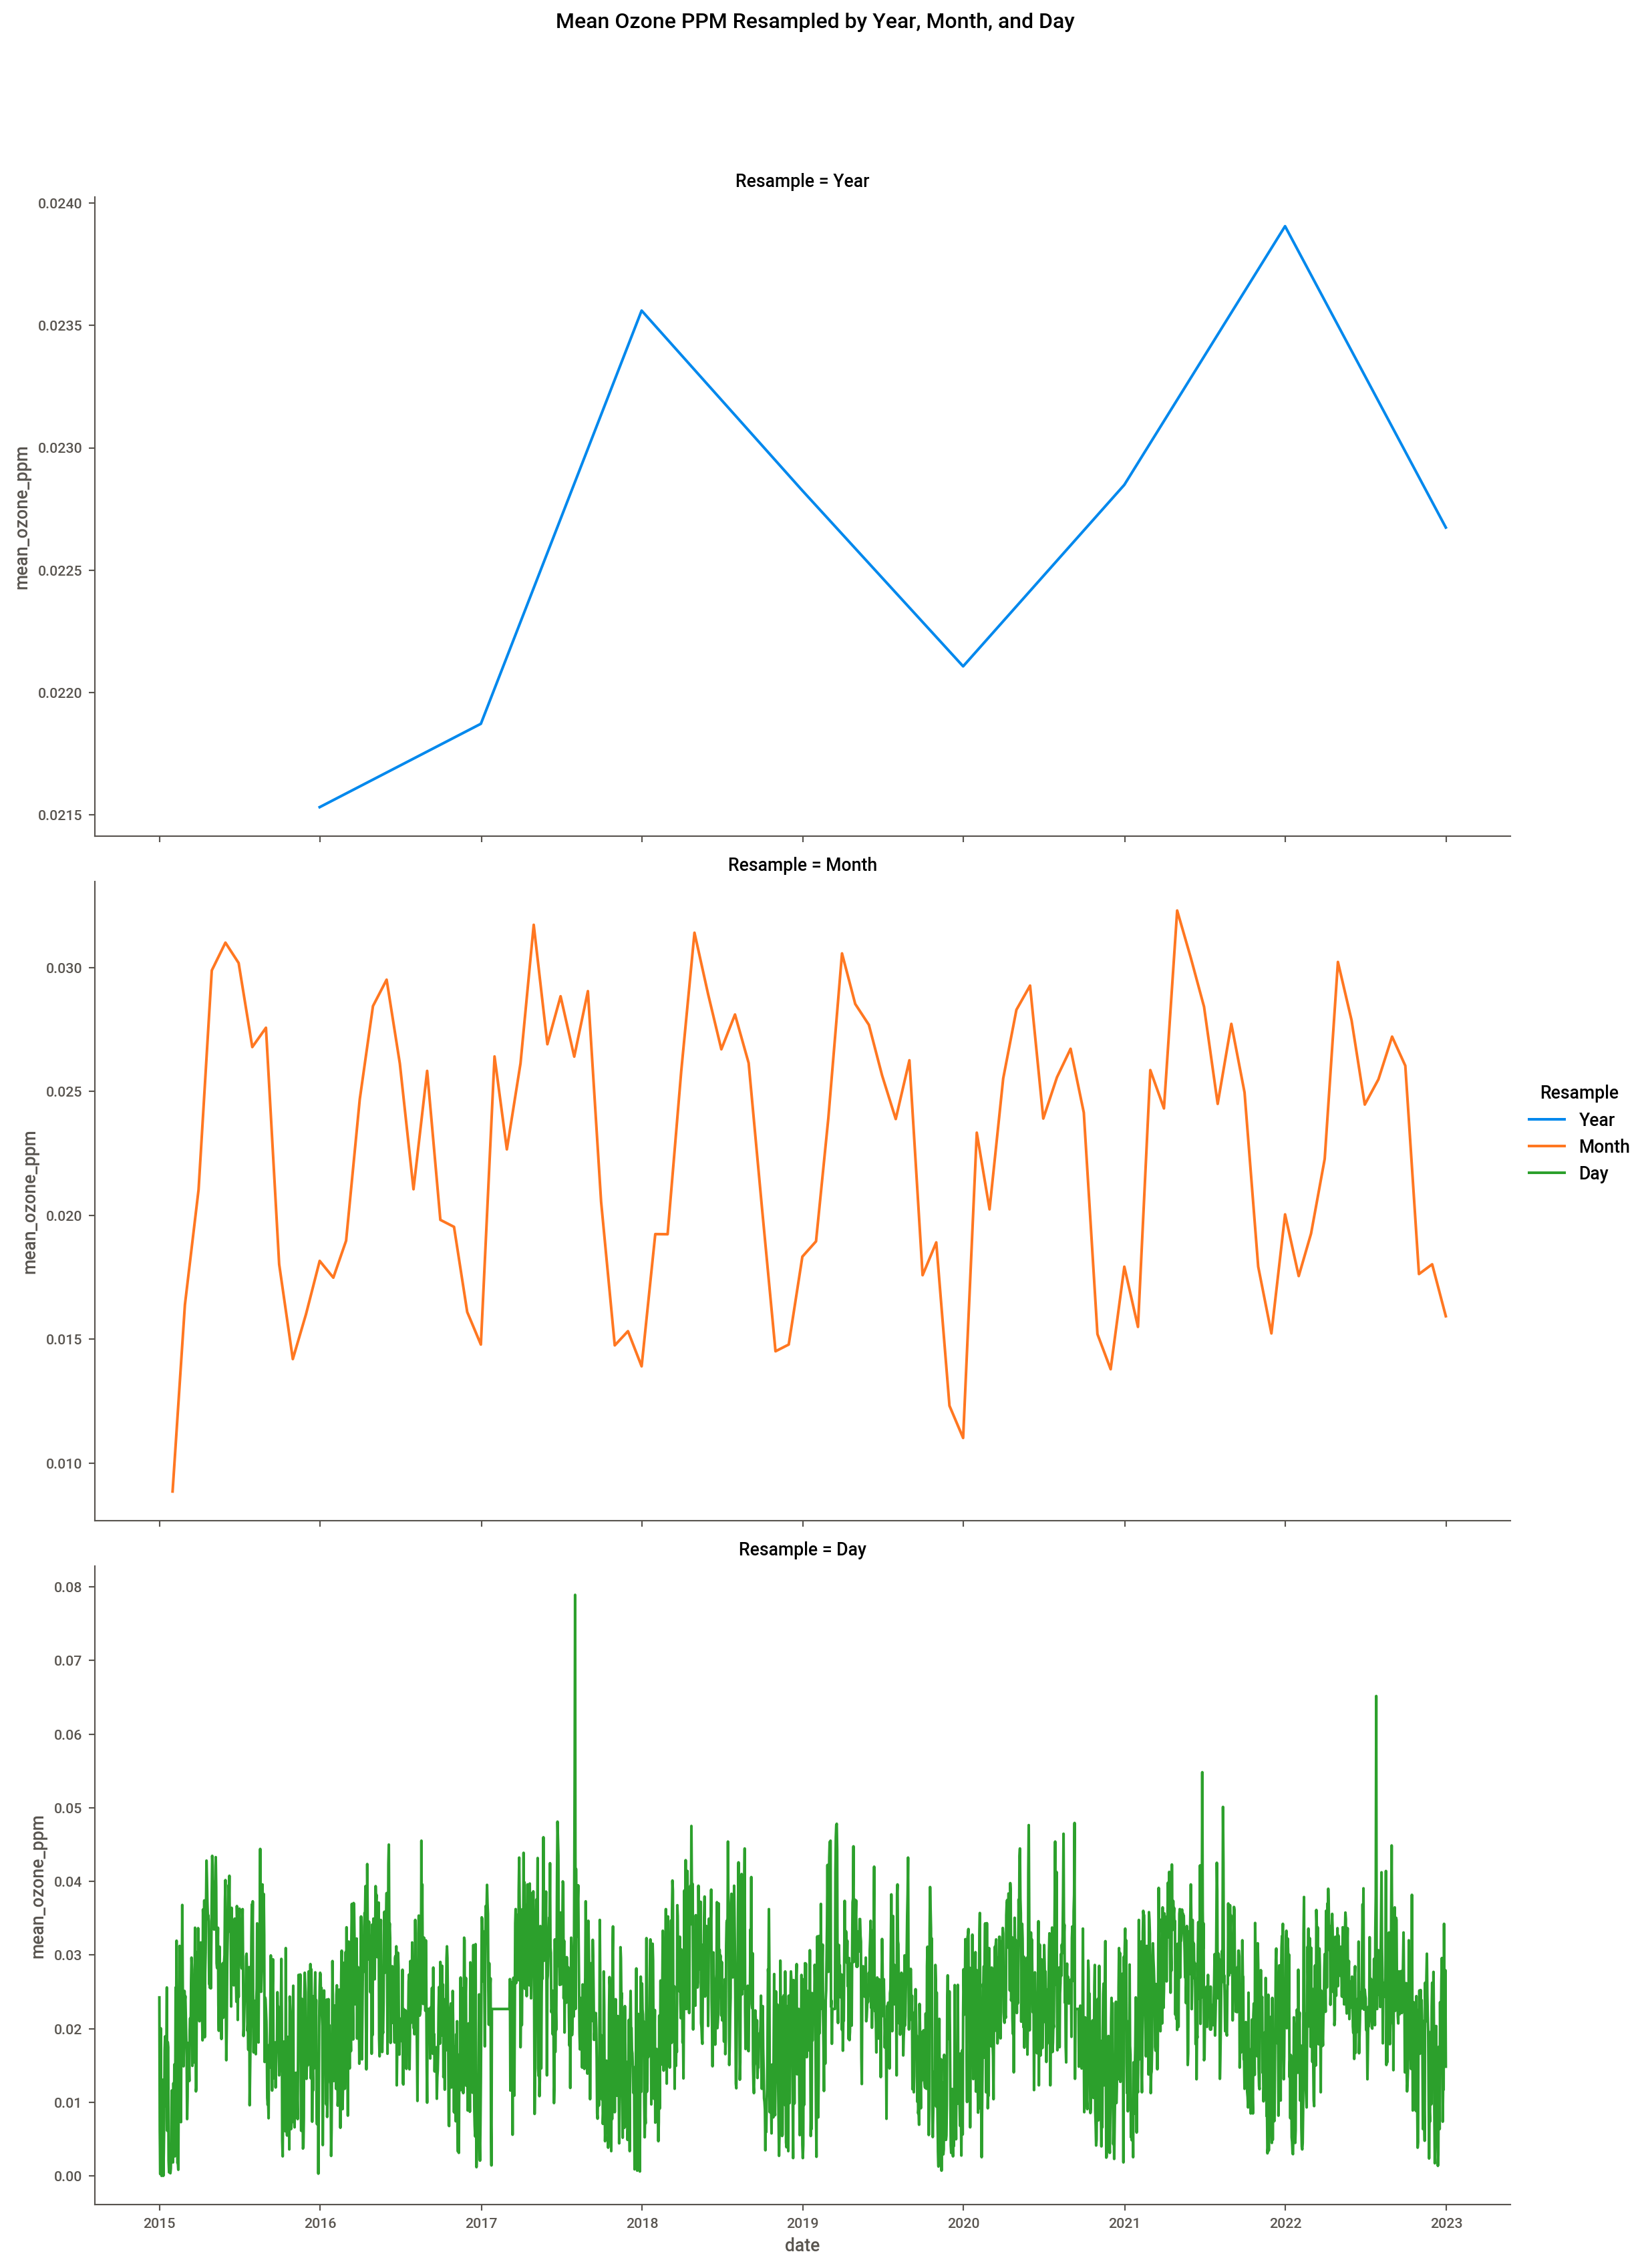 Mean Ozone PPM Resampled by Year, Month, and Day
Resample = Year
0.0240
0.0235
0.0230
0.0225
0.0220
0.0215
mean_ozone_ppm
Resample = Month
0.030
0.025
0.020
0.015
0.010
mean_ozone_ppm
Resample
Year
Month
Day
Resample = Day
0.08
0.07
0.06
0.05
0.04
0.03
0.02
0.01
0.00
mean_ozone_ppm
2015 2016 2017 2018 2019 2020 2021 2022 2023
date